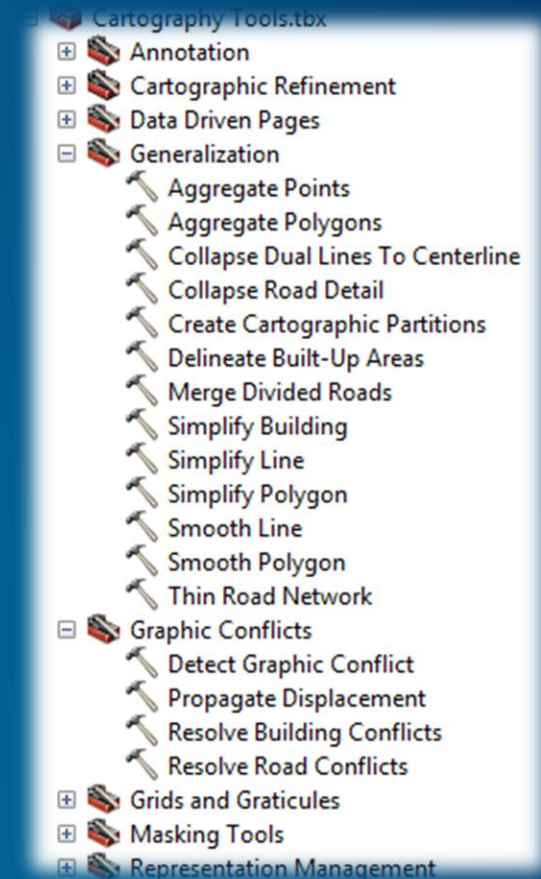 Cartography Tools.tbx
Annotation
Cartographic Refinement
Data Driven Pages
Generalization
Aggregate Points
Aggregate Polygons
Collapse Dual Lines To Centerline
Collapse Road Detail
Create Cartographic Partitions
Delineate Built-Up Areas
Merge Divided Roads
Simplify Building
Simplify Line
Simplify Polygon
Smooth Line
Smooth Polygon
Thin Road Network
Graphic Conflicts
Detect Graphic Conflict
Propagate Displacement
Resolve Building Conflicts
Resolve Road Conflicts
Grids and Graticules
Masking Tools
Representation Management